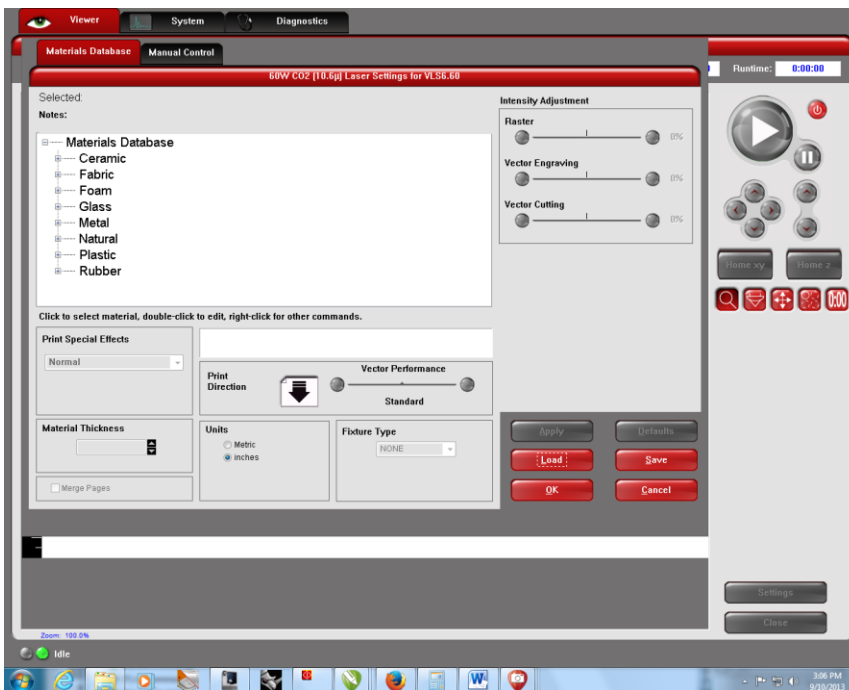 Viewer System Diagnostics
Materials Database Manual Control
60W CO2 [10.6µ] Laser Settings for VLS6.60
Runtime: 0:00:00
Selected:
Notes:
Materials Database
Ceramic
Fabric
Foam
Glass
Metal
Natural
Plastic
Rubber
Click to select material, double-click to edit, right-click for other commands.
Intensity Adjustment
Raster
0%
Vector Engraving
0%
Vector Cutting
0%
Home xy Home z
0:00
Print Special Effects
Normal
Print Direction
Vector Performance
Standard
Material Thickness
Merge Pages
Units
Metric
inches
Fixture Type
NONE
Apply Defaults
Load Save
OK Cancel
Settings
Close
Zoom: 100.0%
Idle
3:06 PM
9/10/2013